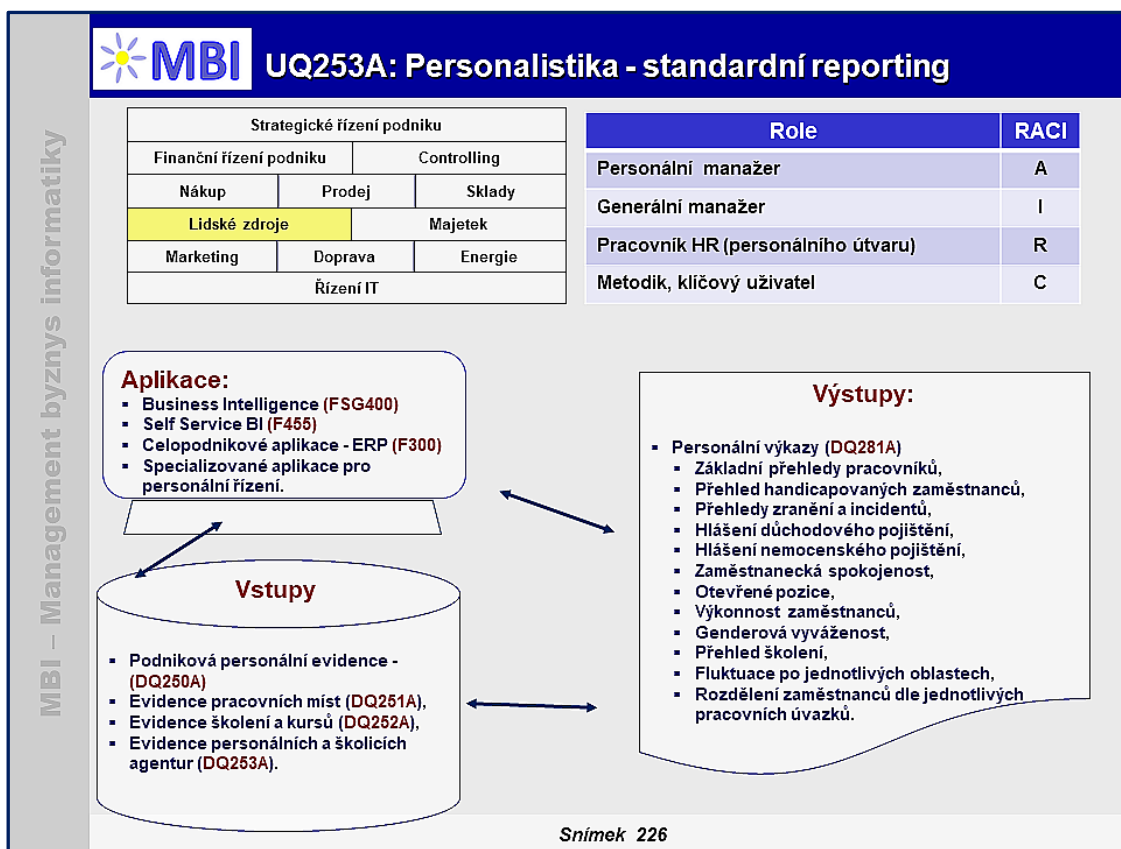 MBI
UQ253A: Personalistika - standardní reporting
MBI – Management byznys informatiky
Strategické řízení podniku
Finanční řízení podniku Controlling
Nákup Prodej Sklady
Lidské zdroje Majetek
Marketing Doprava Energie
Řízení IT
Role RACI
Personální manažer A
Generální manažer I
Pracovník HR (personálního útvaru) R
Metodik, klíčový uživatel C
Aplikace:
▪ Business Intelligence (FSG400)
▪ Self Service BI (F455)
▪ Celopodnikové aplikace - ERP (F300)
▪ Specializované aplikace pro
personální řízení.
Vstupy
▪ Podniková personální evidence -
(DQ250A)
▪ Evidence pracovních míst (DQ251A),
▪ Evidence školení a kursů (DQ252A),
▪ Evidence personálních a školicích
agentur (DQ253A).
Výstupy:
▪ Personální výkazy (DQ281A)
▪ Základní přehledy pracovníků,
▪ Přehled handicapovaných zaměstnanců,
▪ Přehledy zranění a incidentů,
▪ Hlášení důchodového pojištění,
▪ Hlášení nemocenského pojištění,
▪ Zaměstnanecká spokojenost,
▪ Otevřené pozice,
▪ Výkonnost zaměstnanců,
▪ Genderová vyváženost,
▪ Přehled školení,
▪ Fluktuace po jednotlivých oblastech,
▪ Rozdělení zaměstnanců dle jednotlivých
pracovních úvazků.
Snímek 226